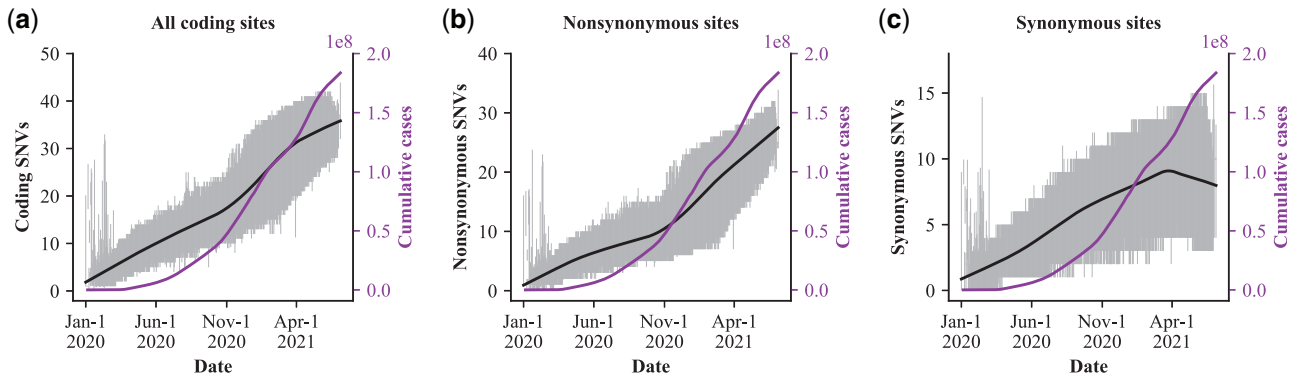 (a)
All coding sites
1e8
50
40
30
20
10
0
Coding SNVs
2.0
1.5
1.0
0.5
0.0
Cumulative cases
Jan-1 Jun-1 Nov-1 Apr-1
2020 2020 2020 2021
Date
(b)
Nonsynonymous sites
1e8
40
30
20
10
0
Nonsynonymous SNVs
2.0
1.5
1.0
0.5
0.0
Cumulative cases
Jan-1 Jun-1 Nov-1 Apr-1
2020 2020 2020 2021
Date
(c)
Synonymous sites
1e8
15
10
5
0
Synonymous SNVs
2.0
1.5
1.0
0.5
0.0
Cumulative cases
Jan-1 Jun-1 Nov-1 Apr-1
2020 2020 2020 2021
Date